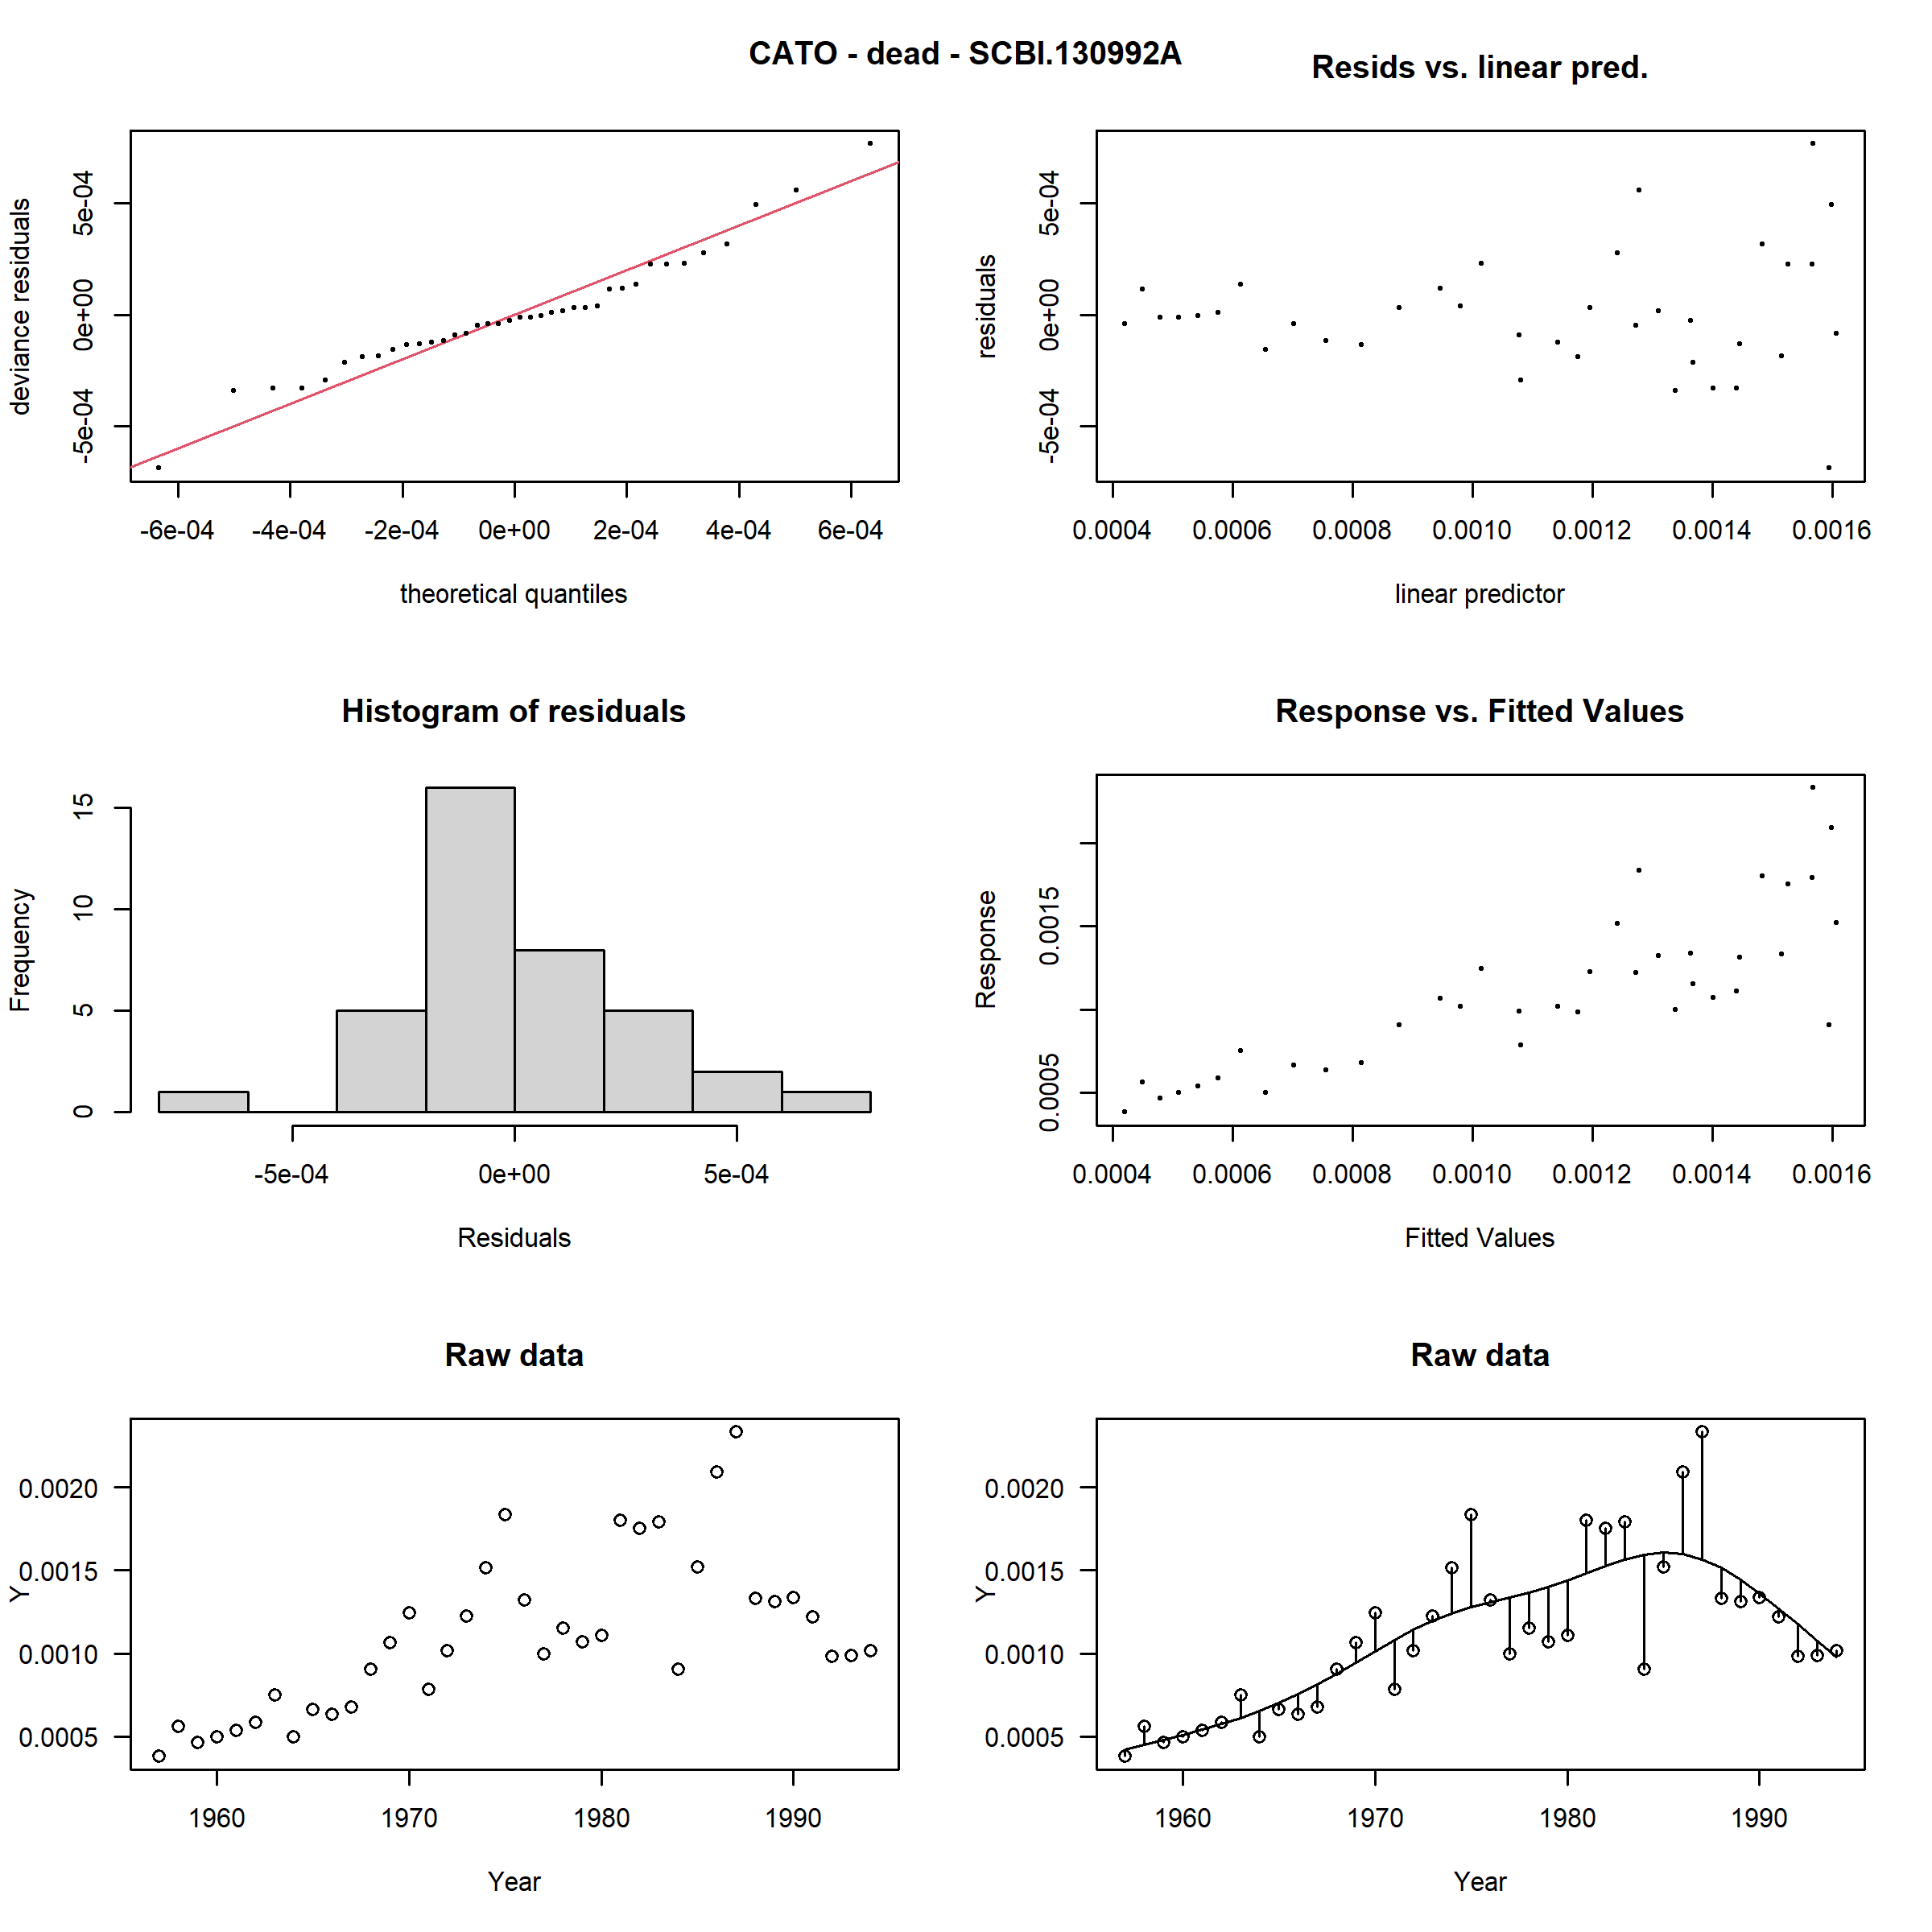 CATO - dead - SCBI.130992A
Resids vs. linear pred.
deviance residuals
5e-04
0e+00
-5e-04
-6e-04 -4e-04 -2e-04 0e+00 2e-04 4e-04 6e-04
theoretical quantiles
residuals
5e-04
0e+00
-5e-04
0.0004 0.0006 0.0008 0.0010 0.0012 0.0014 0.0016
linear predictor
Histogram of residuals
Frequency
15
10
5
0
-5e-04 0e+00 5e-04
Residuals
Response vs. Fitted Values
Response
0.0015
0.0005
0.0004 0.0006 0.0008 0.0010 0.0012 0.0014 0.0016
Fitted Values
Raw data
Y
0.0020
0.0015
0.0010
0.0005
1960 1970 1980 1990
Year
Raw data
Y
0.0020
0.0015
0.0010
0.0005
1960 1970 1980 1990
Year